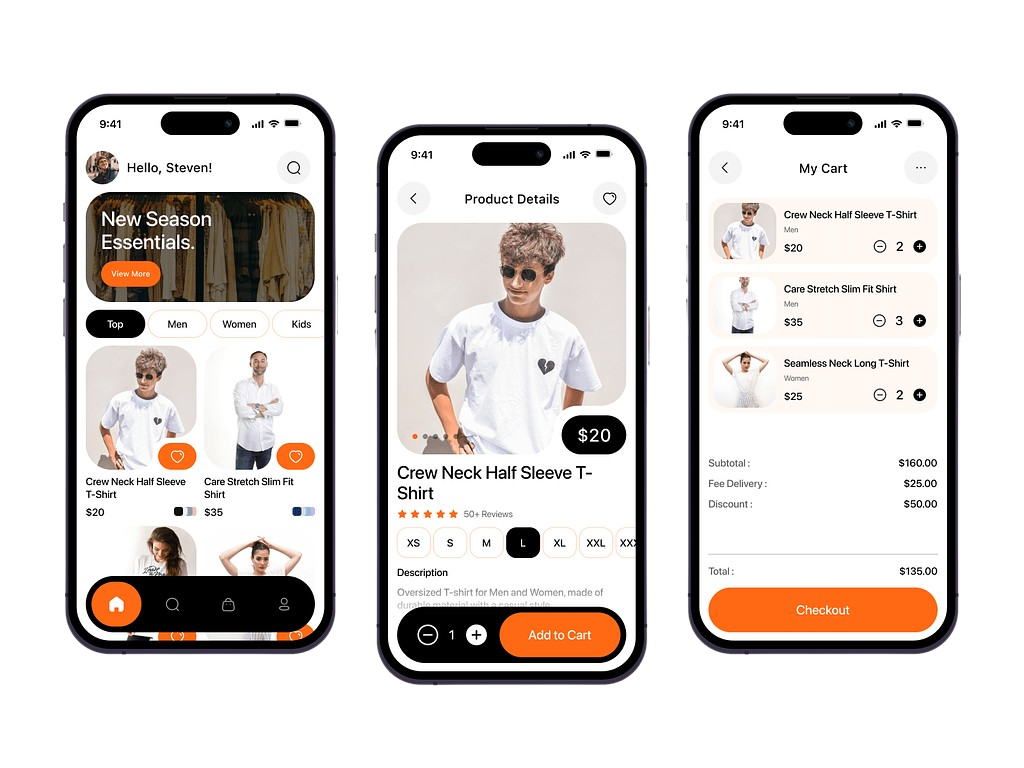 9:41
Hello, Steven!
New Season
Essentials.
View More
Top
Men
Women
Kids
Crew Neck Half Sleeve
T-Shirt
$20
Care Stretch Slim Fit
Shirt
$35
9:41
Product Details
$20
Crew Neck Half Sleeve T-
Shirt
50+ Reviews
XS
S
M
L
XL
XXL
XXX
Description
Oversized T-shirt for Men and Women, made of
durable material with a casual style
1
Add to Cart
9:41
My Cart
Crew Neck Half Sleeve T-Shirt
Men
$20
2
Care Stretch Slim Fit Shirt
Men
$35
3
Seamless Neck Long T-Shirt
Women
$25
2
Subtotal :
$160.00
Fee Delivery :
$25.00
Discount :
$50.00
Total :
$135.00
Checkout